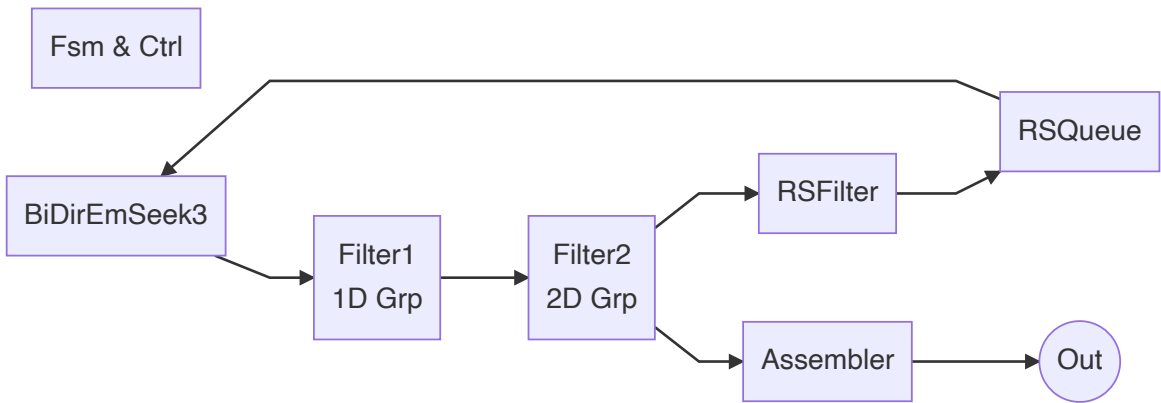 Fsm & Ctrl
RSQueue
BiDirEmSeek3
RSFilter
Filter1
1D Grp
Filter2
2D Grp
Assembler
Out